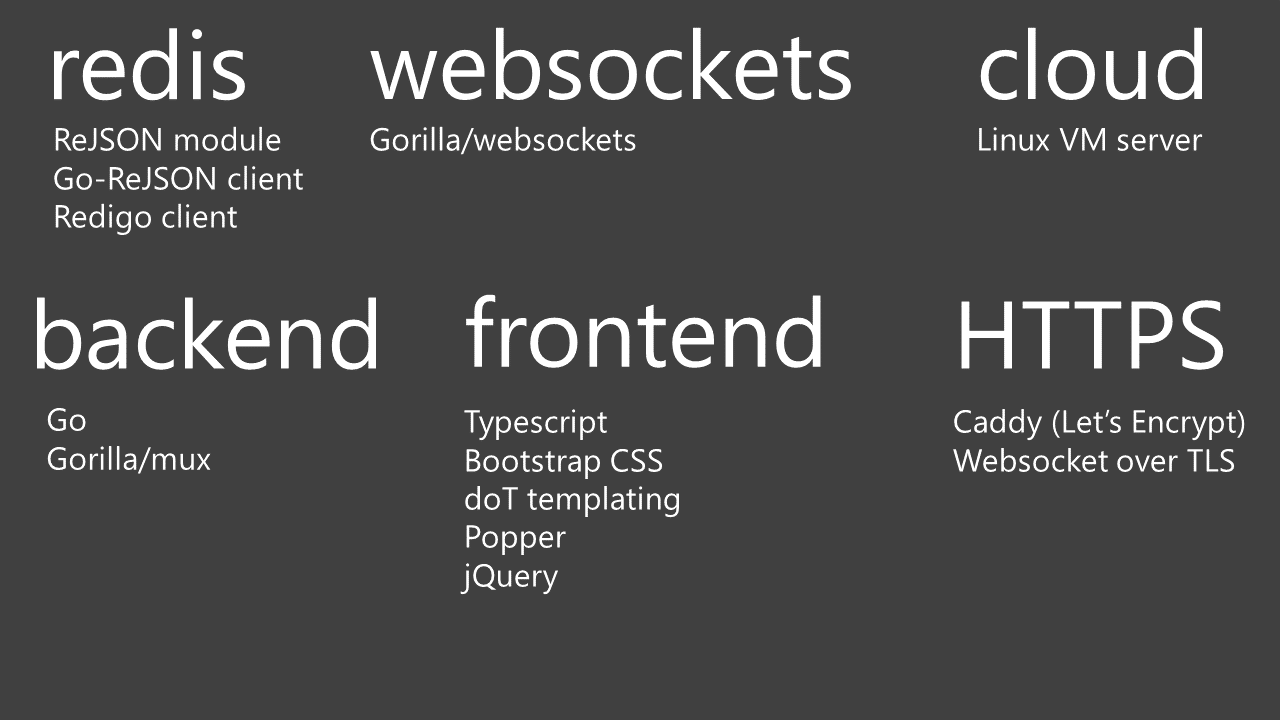 redis
ReJSON module
Go-ReJSON client
Redigo client
websockets
Gorilla/websockets
cloud
Linux VM server
backend
Go
Gorilla/mux
frontend
Typescript
Bootstrap CSS
doT templating
Popper
jQuery
HTTPS
Caddy (Let’s Encrypt)
Websocket over TLS